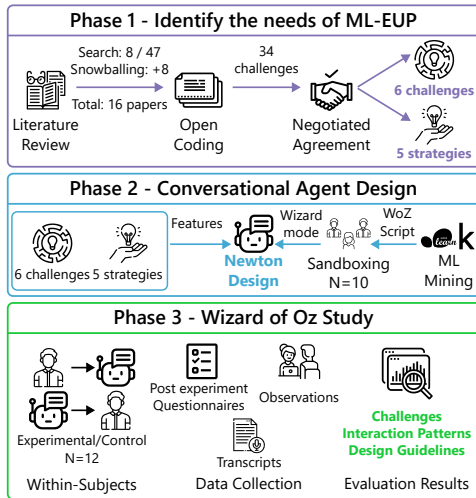 Phase 1 - Identify the needs of ML-EUP
Search: 8 / 47
Snowballing: +8
Total: 16 papers
34
challenges
6 challenges
5 strategies
Literature
Review
Open
Coding
Negotiated
Agreement
Phase 2 - Conversational Agent Design
6 challenges
5 strategies
Features
Newton
Design
Wizard
mode
Sandboxing
N=10
WoZ
Script
learn
k
ML
Mining
Phase 3 - Wizard of Oz Study
Experimental/Control
N=12
Within-Subjects
Post experiment
Questionnaires
Observations
Transcripts
Data Collection
Challenges
Interaction Patterns
Design Guidelines
Evaluation Results